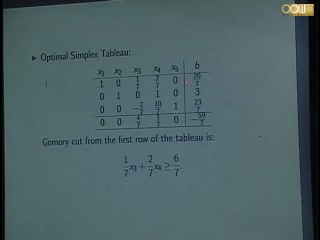 ocw
▸ Optimal Simplex Tableau:
x₁ x₂ x₃ x₄ x₅ b
1 0 1/7 2/7 0 20/7
0 1 0 1 0 3
0 0 -2/7 10/7 1 23/7
0 0 4/7 1/7 0 -59/7
Gomory cut from the first row of the tableau is:
1/7 x₃ + 2/7 x₄ ≥ 6/7.